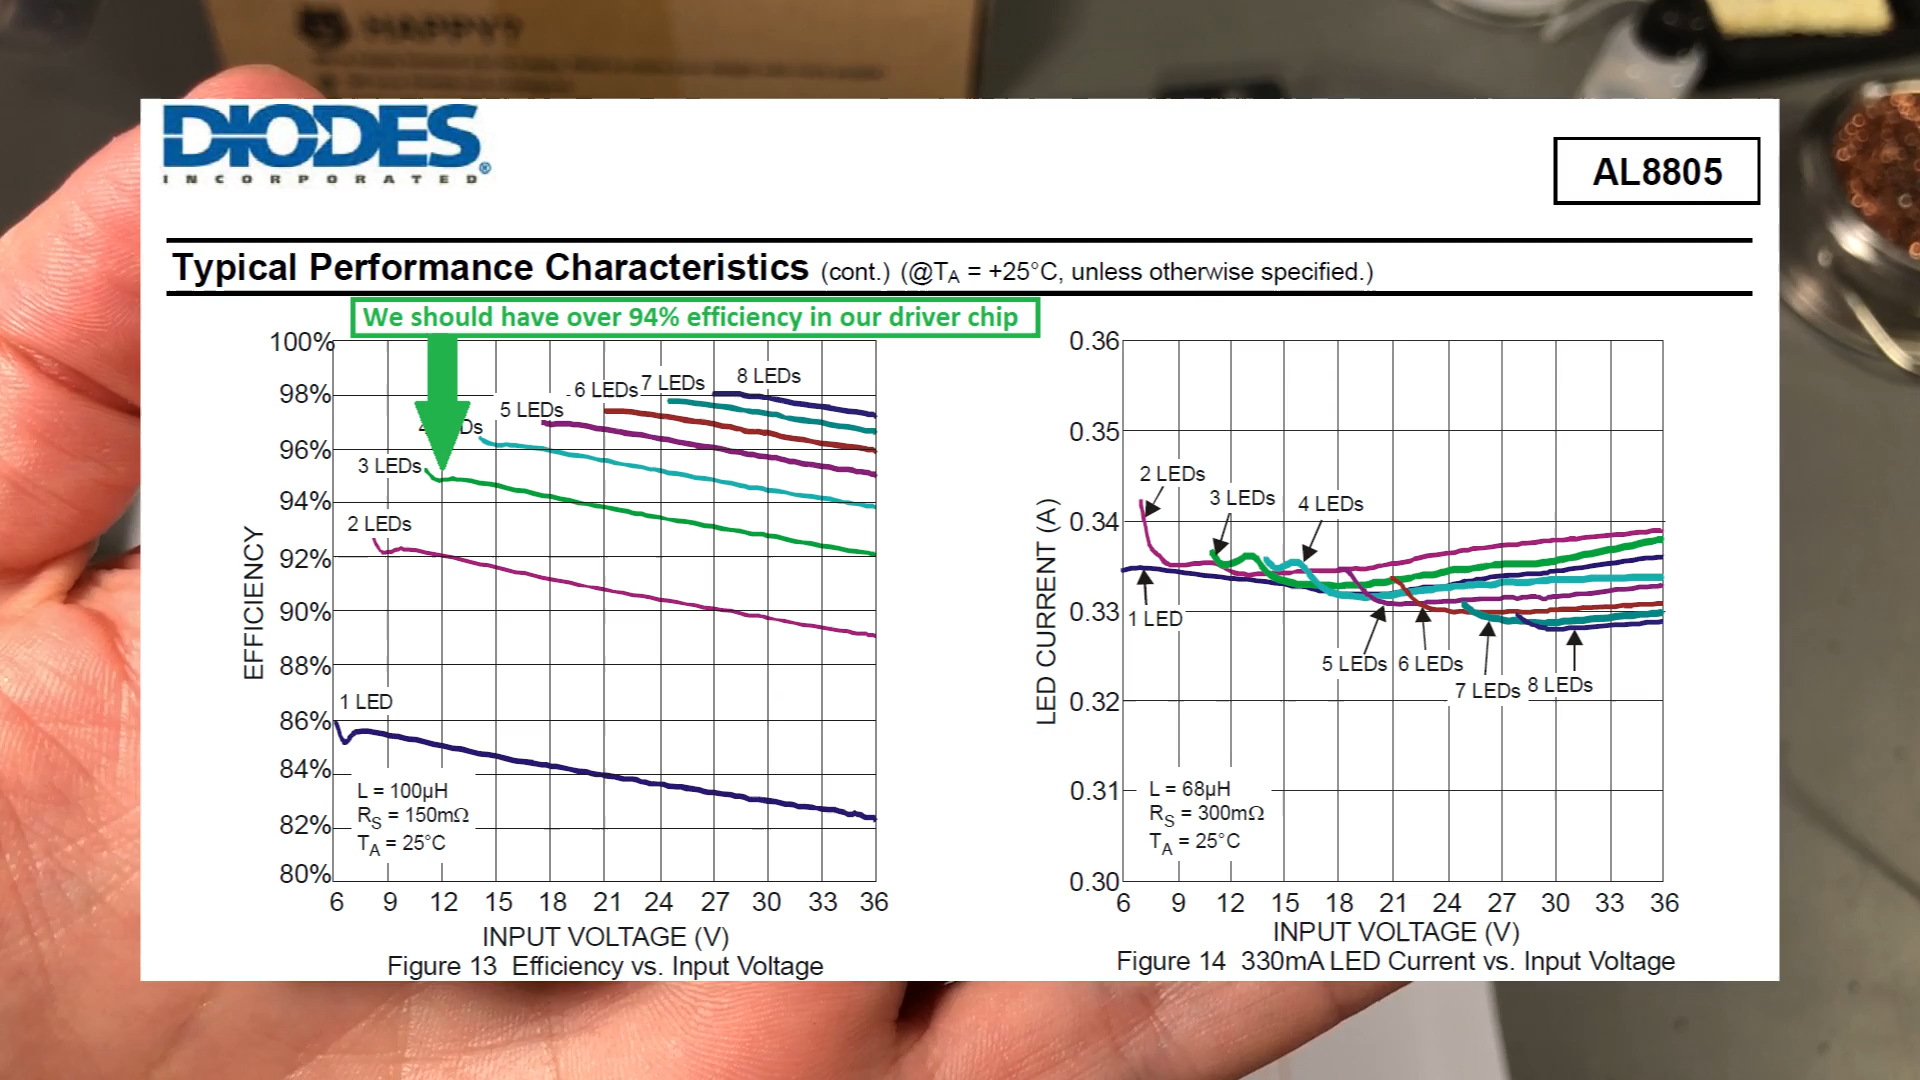 HAPPY?
DIODES®
INCORPORATED
AL8805
Typical Performance Characteristics (cont.) (@TA = +25°C, unless otherwise specified.)
We should have over 94% efficiency in our driver chip
100%
98%
96%
94%
92%
90%
88%
86%
84%
82%
80%
EFFICIENCY
8 LEDs
7 LEDs
6 LEDs
5 LEDs
3 LEDs
2 LEDs
1 LED
L = 100µH
RS = 150mΩ
TA = 25°C
6 9 12 15 18 21 24 27 30 33 36
INPUT VOLTAGE (V)
Figure 13 Efficiency vs. Input Voltage
0.36
0.35
0.34
0.33
0.32
0.31
0.30
LED CURRENT (A)
2 LEDs
3 LEDs
4 LEDs
1 LED
5 LEDs
6 LEDs
7 LEDs
8 LEDs
L = 68µH
RS = 300mΩ
TA = 25°C
6 9 12 15 18 21 24 27 30 33 36
INPUT VOLTAGE (V)
Figure 14 330mA LED Current vs. Input Voltage